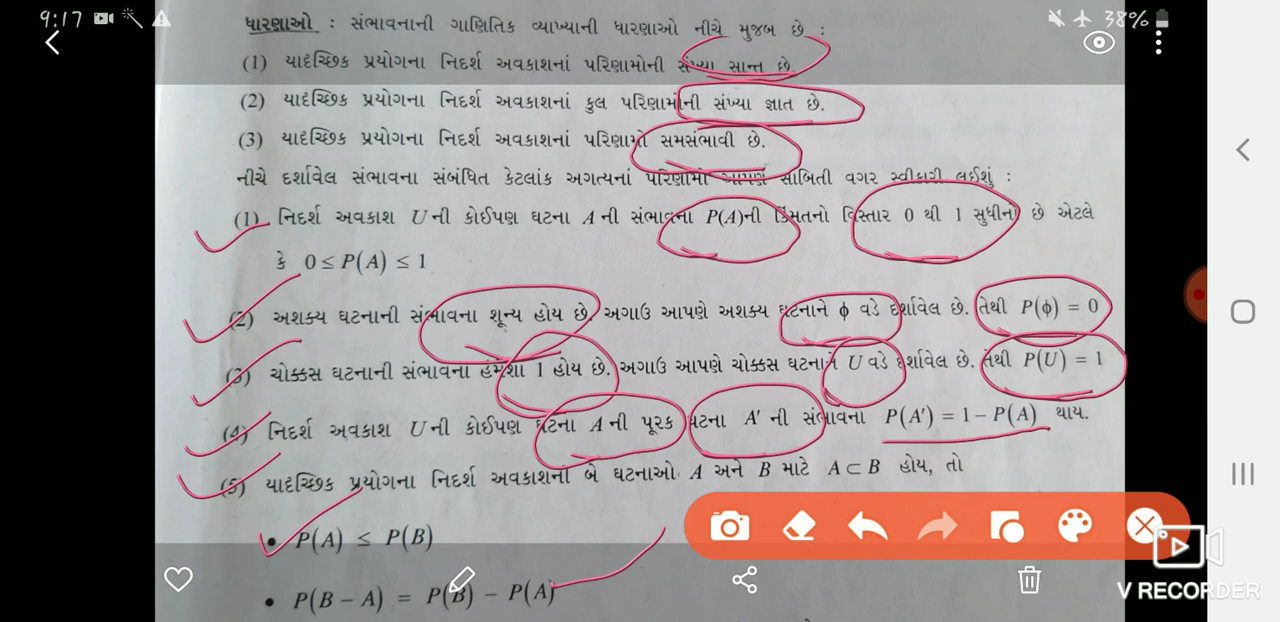 9:17
38%
ધારણાઓ : સંભાવનાની ગાણિતિક વ્યાખ્યાની ધારણાઓ નીચે મુજબ છે :
(1) યાદૃચ્છિક પ્રયોગના નિદર્શ અવકાશનાં પરિણામોની સંખ્યા સાન્ત છે.
(2) યાદૃચ્છિક પ્રયોગના નિદર્શ અવકાશનાં કુલ પરિણામોની સંખ્યા જ્ઞાત છે.
(3) યાદૃચ્છિક પ્રયોગના નિદર્શ અવકાશનાં પરિણામો સમસંભાવી છે.
નીચે દર્શાવેલ સંભાવના સંબંધિત કેટલાંક અગત્યનાં પરિણામો આપણે સાબિતી વગર સ્વીકારી લઈશું :
(1) નિદર્શ અવકાશ U ની કોઈપણ ઘટના A ની સંભાવના P(A)ની કિંમતનો વિસ્તાર 0 થી 1 સુધીનો છે એટલે
કે 0 ≤ P(A) ≤ 1
(2) અશક્ય ઘટનાની સંભાવના શૂન્ય હોય છે. અગાઉ આપણે અશક્ય ઘટનાને ϕ વડે દર્શાવેલ છે. તેથી P(ϕ) = 0
(3) ચોક્કસ ઘટનાની સંભાવના હંમેશા 1 હોય છે. અગાઉ આપણે ચોક્કસ ઘટનાને U વડે દર્શાવેલ છે. તેથી P(U) = 1
(4) નિદર્શ અવકાશ U ની કોઈપણ ઘટના A ની પૂરક ઘટના A′ ની સંભાવના P(A′) = 1 − P(A) થાય.
(5) યાદૃચ્છિક પ્રયોગના નિદર્શ અવકાશનાં બે ઘટનાઓ A અને B માટે A ⊂ B હોય, તો
• P(A) ≤ P(B)
• P(B − A) = P(B) − P(A)
V RECORDER